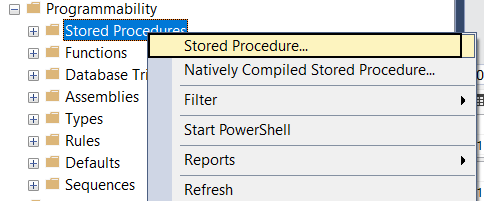 Programmability
Stored Procedures
Stored Procedure...
Functions
Natively Compiled Stored Procedure...
Database Tri
Assemblies
Filter
Types
Start PowerShell
Rules
Reports
Defaults
Sequences
Refresh